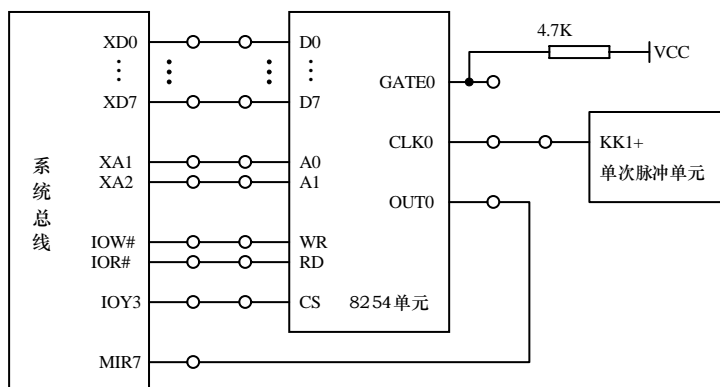 4.7K
VCC
XD0
D0
GATE0
XD7
D7
CLK0
KK1+
单次脉冲单元
系统总线
XA1
A0
XA2
A1
OUT0
IOW#
WR
IOR#
RD
IOY3
CS
8254单元
MIR7